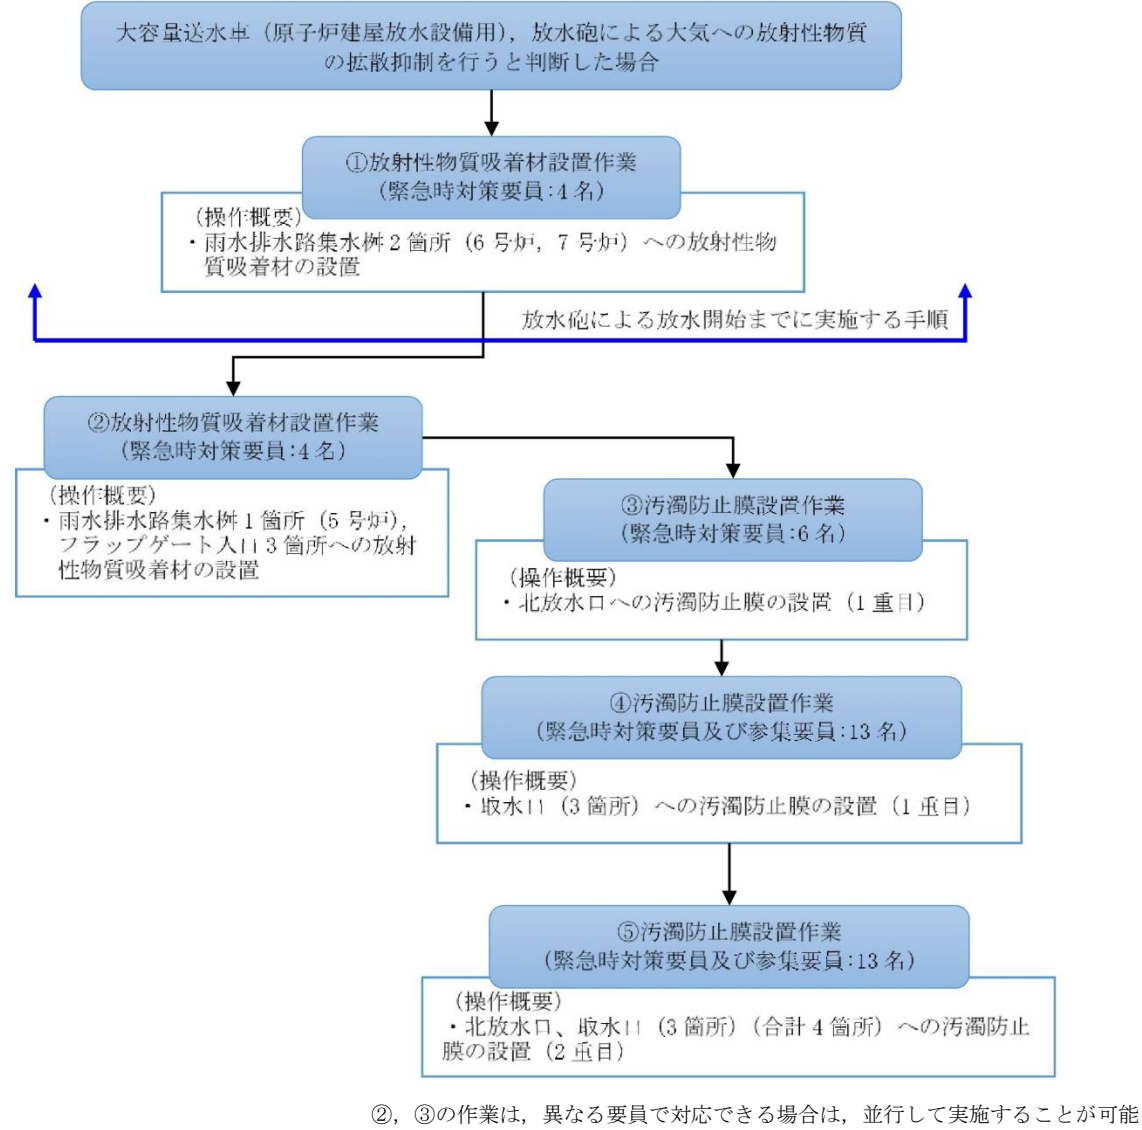 大容量送水車（原子炉建屋放水設備用），放水砲による大気への放射性物質
の拡散抑制を行うと判断した場合
①放射性物質吸着材設置作業
（緊急時対策要員：4 名）
（操作概要）
・雨水排水路集水桝 2 箇所（6 号炉，7 号炉）への放射性物
質吸着材の設置
放水砲による放水開始までに実施する手順
②放射性物質吸着材設置作業
（緊急時対策要員：4 名）
（操作概要）
・雨水排水路集水桝 1 箇所（5 号炉），
フラップゲート入口 3 箇所への放射
性物質吸着材の設置
③汚濁防止膜設置作業
（緊急時対策要員：6 名）
（操作概要）
・北放水口への汚濁防止膜の設置（1 重目）
④汚濁防止膜設置作業
（緊急時対策要員及び参集要員：13 名）
（操作概要）
・取水口（3 箇所）への汚濁防止膜の設置（1 重目）
⑤汚濁防止膜設置作業
（緊急時対策要員及び参集要員：13 名）
（操作概要）
・北放水口、取水口（3 箇所）（合計 4 箇所）への汚濁防止
膜の設置（2 重目）
②，③の作業は，異なる要員で対応できる場合は，並行して実施することが可能